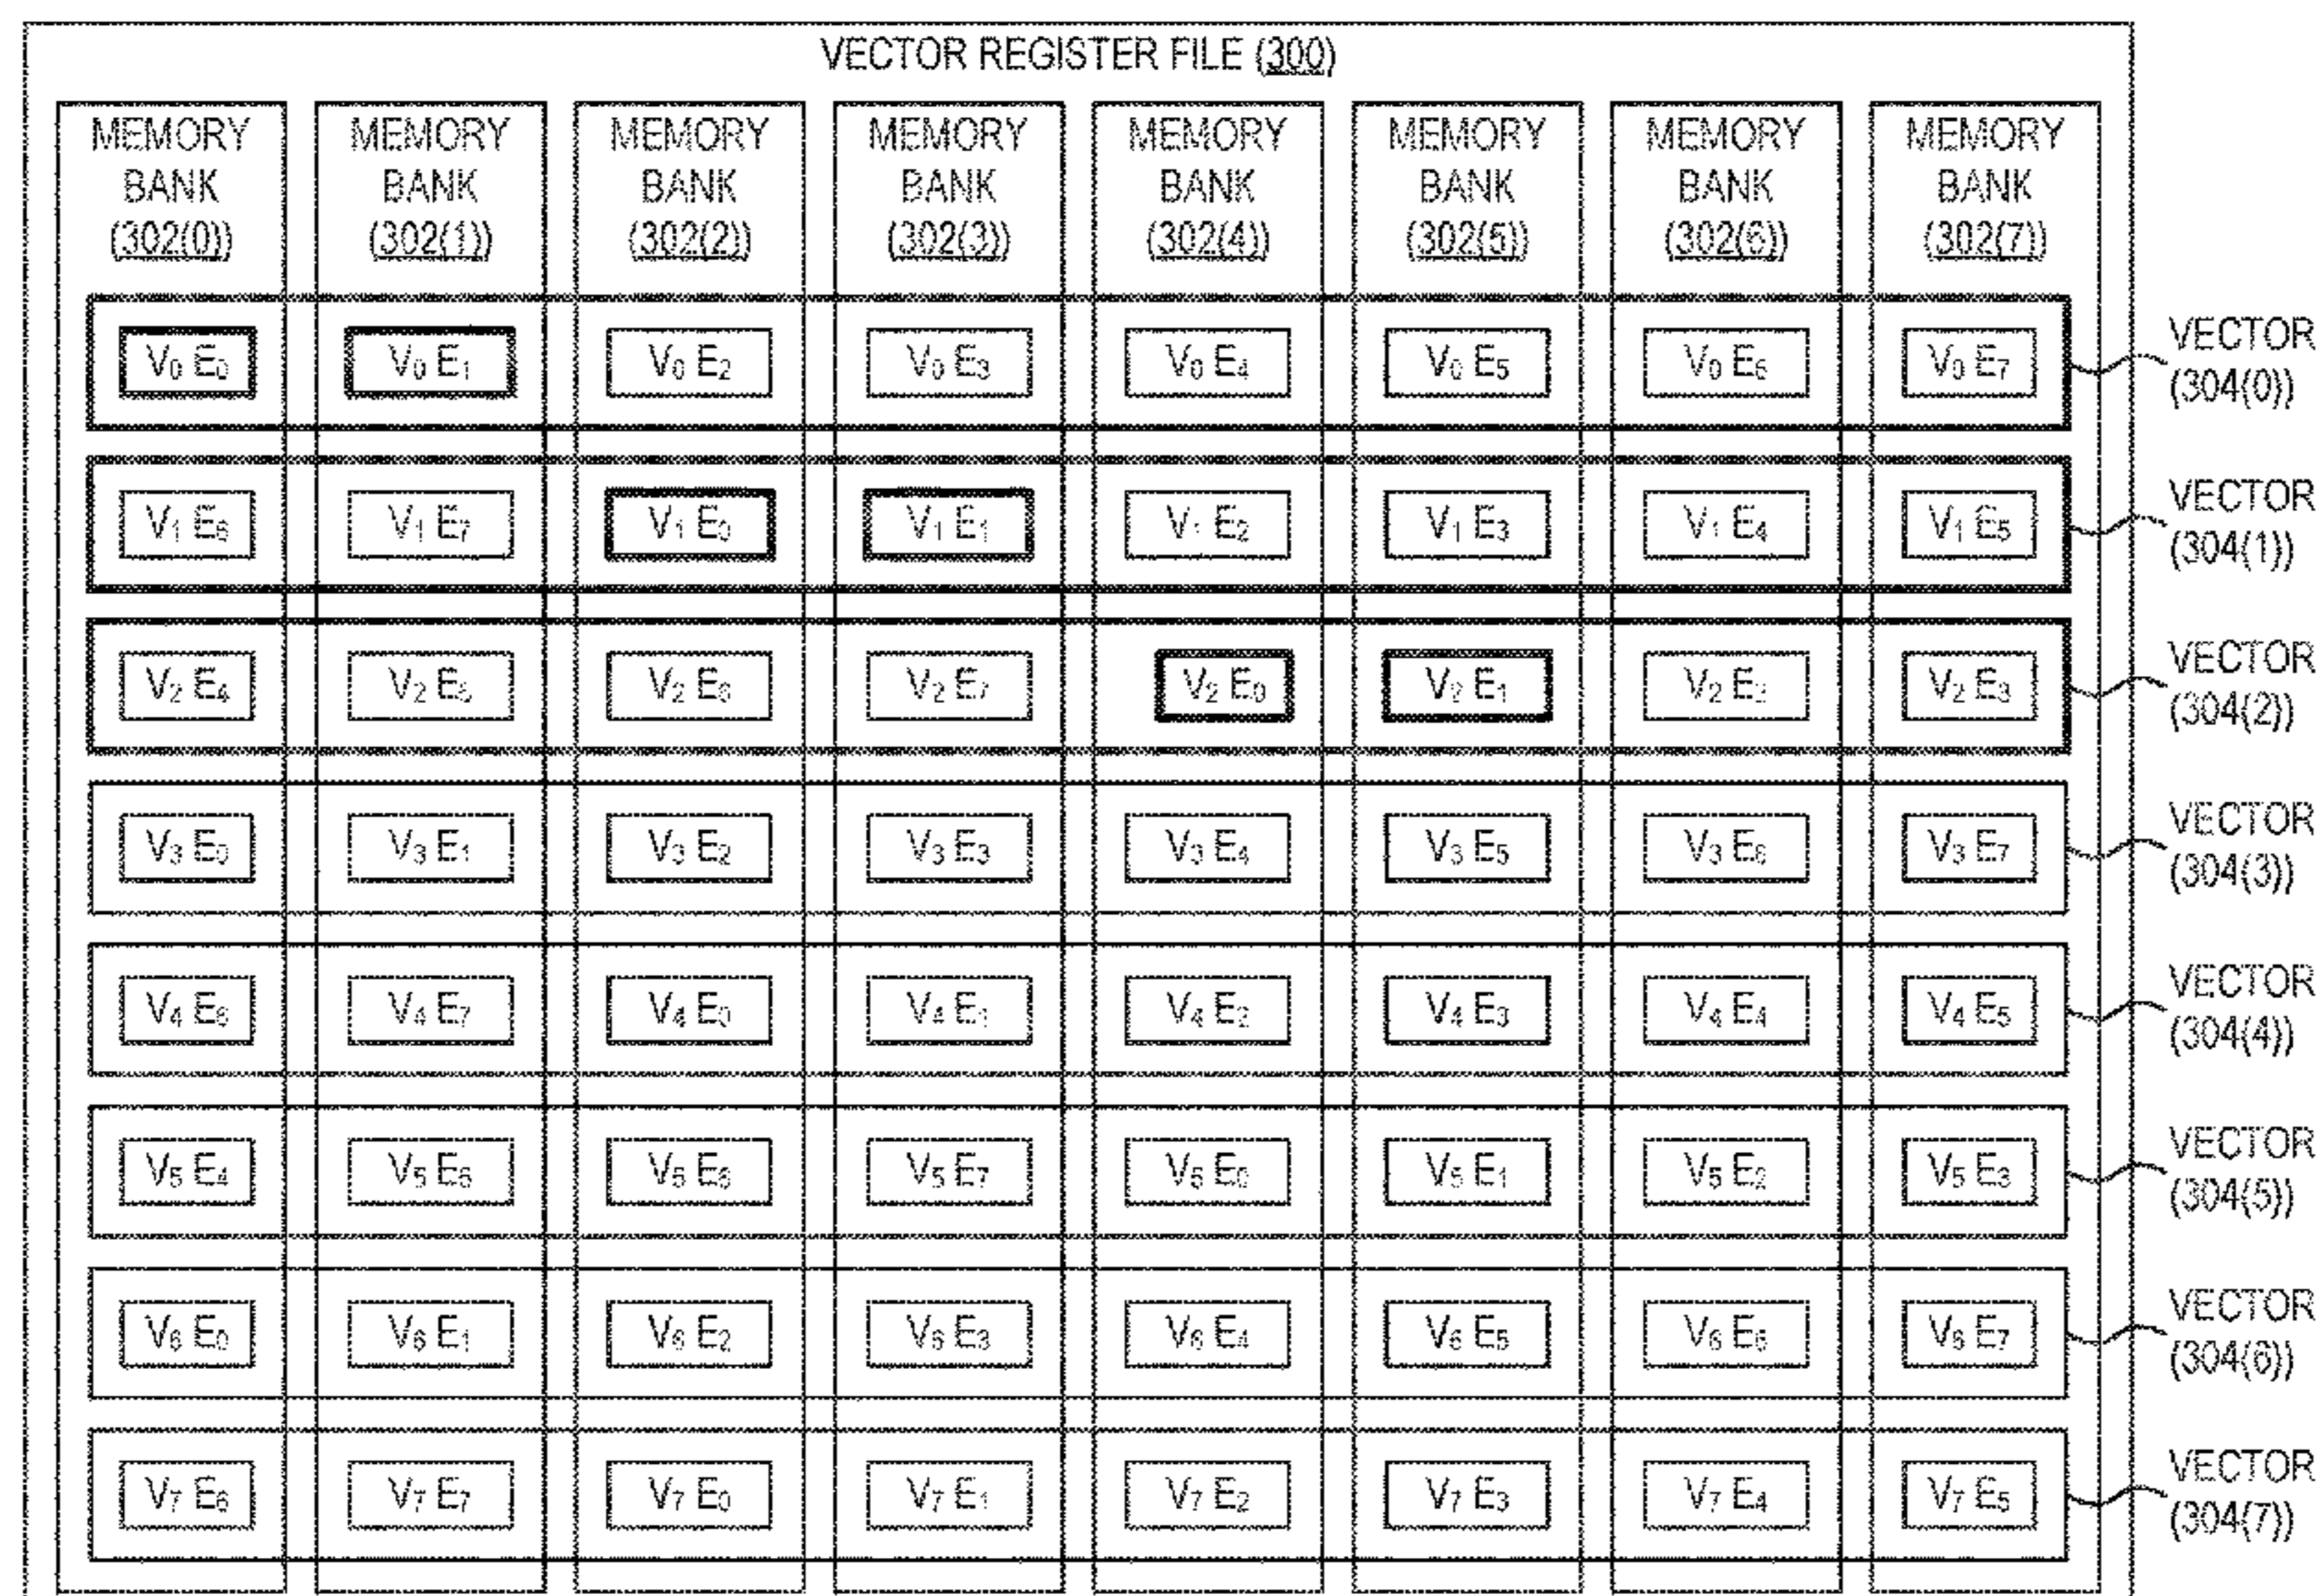 VECTOR REGISTER FILE (300)
MEMORY BANK (302(0)) MEMORY BANK (302(1)) MEMORY BANK (302(2)) MEMORY BANK (302(3)) MEMORY BANK (302(4)) MEMORY BANK (302(5)) MEMORY BANK (302(6)) MEMORY BANK (302(7))
V₀ E₀ V₀ E₁ V₀ E₂ V₀ E₃ V₀ E₄ V₀ E₅ V₀ E₆ V₀ E₇ VECTOR (304(0))
V₁ E₆ V₁ E₇ V₁ E₀ V₁ E₁ V₁ E₂ V₁ E₃ V₁ E₄ V₁ E₅ VECTOR (304(1))
V₂ E₄ V₂ E₅ V₂ E₆ V₂ E₇ V₂ E₀ V₂ E₁ V₂ E₂ V₂ E₃ VECTOR (304(2))
V₃ E₀ V₃ E₁ V₃ E₂ V₃ E₃ V₃ E₄ V₃ E₅ V₃ E₆ V₃ E₇ VECTOR (304(3))
V₄ E₆ V₄ E₇ V₄ E₀ V₄ E₁ V₄ E₂ V₄ E₃ V₄ E₄ V₄ E₅ VECTOR (304(4))
V₅ E₄ V₅ E₅ V₅ E₆ V₅ E₇ V₅ E₀ V₅ E₁ V₅ E₂ V₅ E₃ VECTOR (304(5))
V₆ E₀ V₆ E₁ V₆ E₂ V₆ E₃ V₆ E₄ V₆ E₅ V₆ E₆ V₆ E₇ VECTOR (304(6))
V₇ E₆ V₇ E₇ V₇ E₀ V₇ E₁ V₇ E₂ V₇ E₃ V₇ E₄ V₇ E₅ VECTOR (304(7))